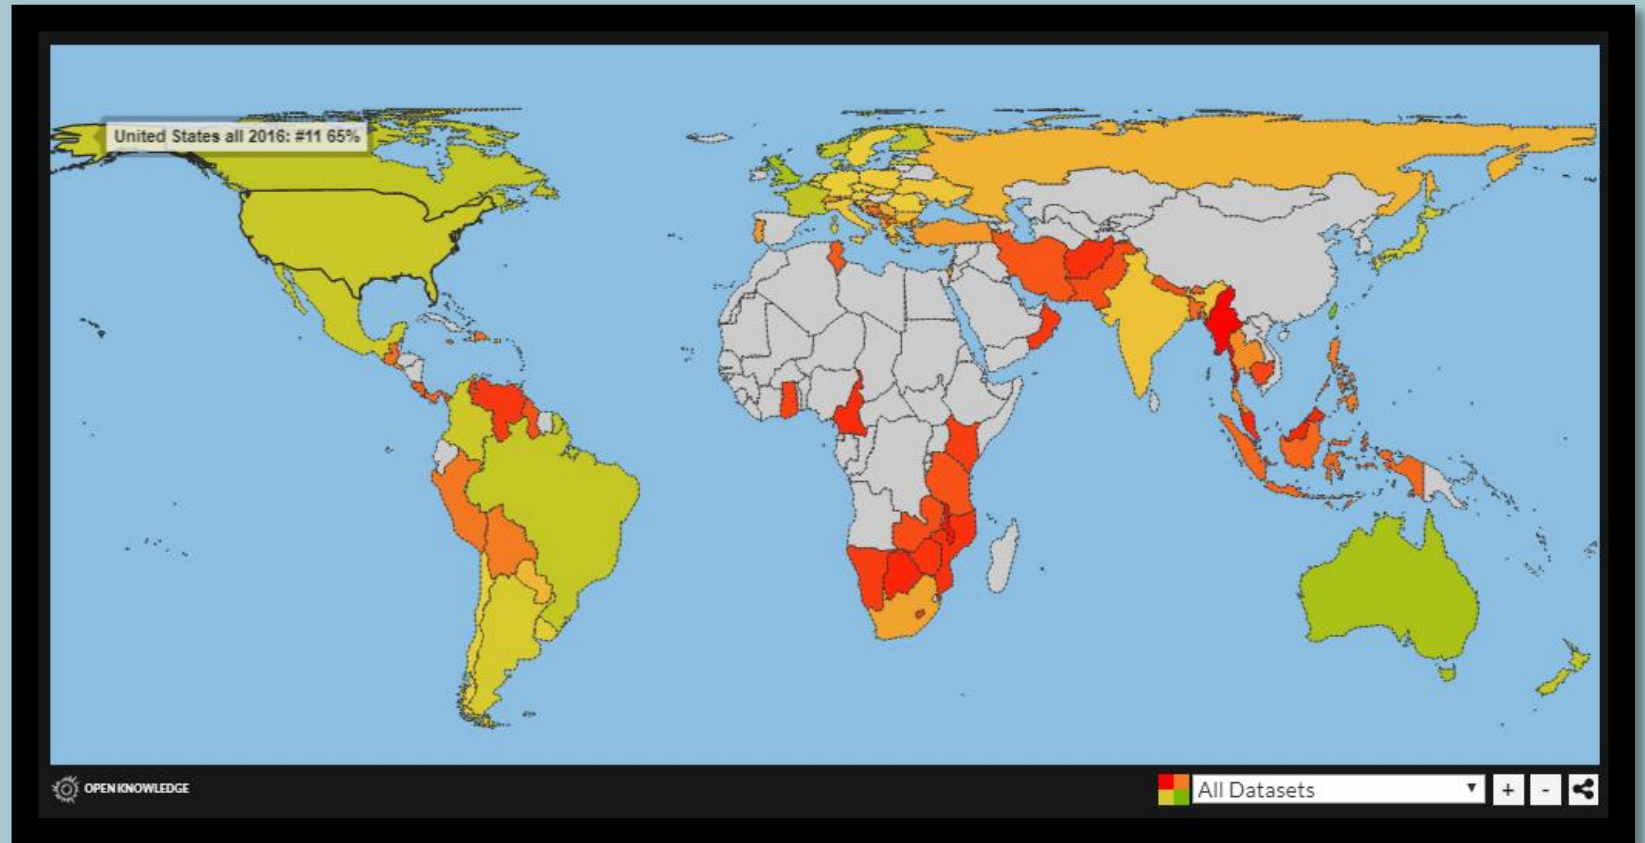 United States all 2016: #11 65%
OPEN KNOWLEDGE
All Datasets
+
-